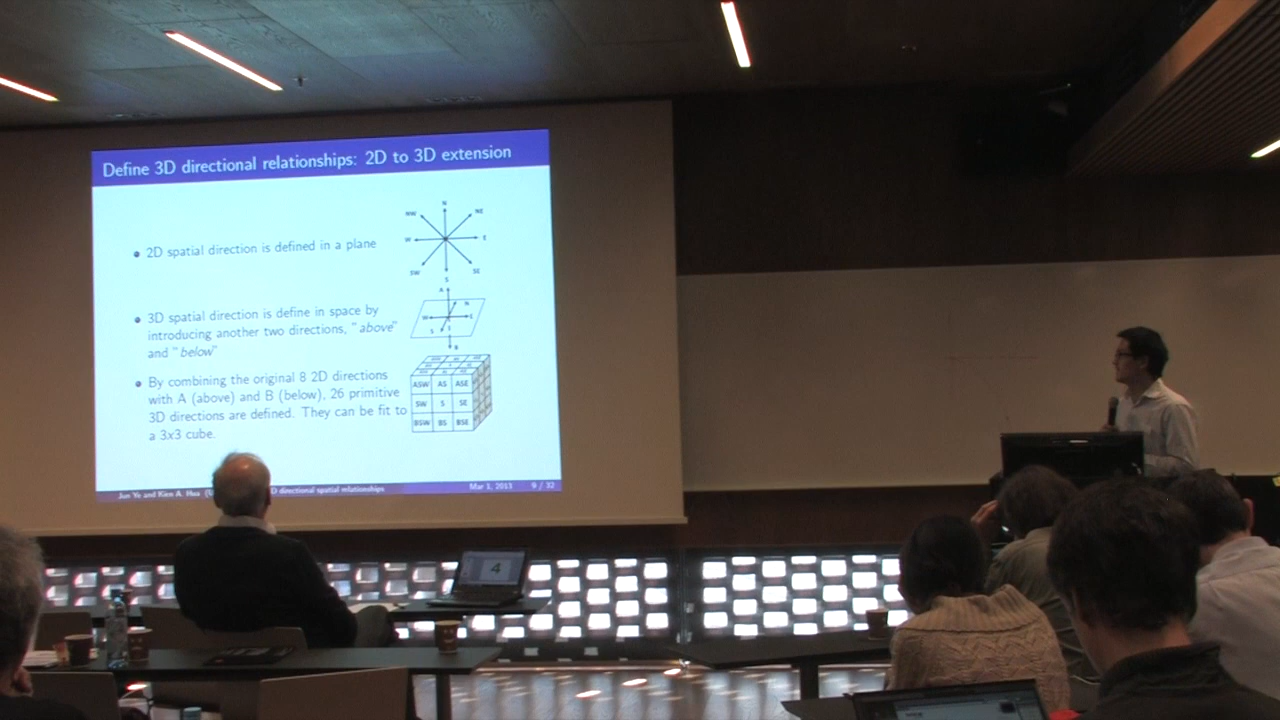 Define 3D directional relationships: 2D to 3D extension
2D spatial direction is defined in a plane
N
NW
NE
W
E
SW
SE
S
3D spatial direction is define in space by
introducing another two directions, "above"
and "below"
A
N
W
E
S
B
By combining the original 8 2D directions
with A (above) and B (below), 26 primitive
3D directions are defined. They can be fit to
a 3x3 cube.
ASW AS ASE
SW S SE
BSW BS BSE
Jun Ye and Kien A. Hua
directional spatial relationships
Mar 1, 2013
9 / 32
4